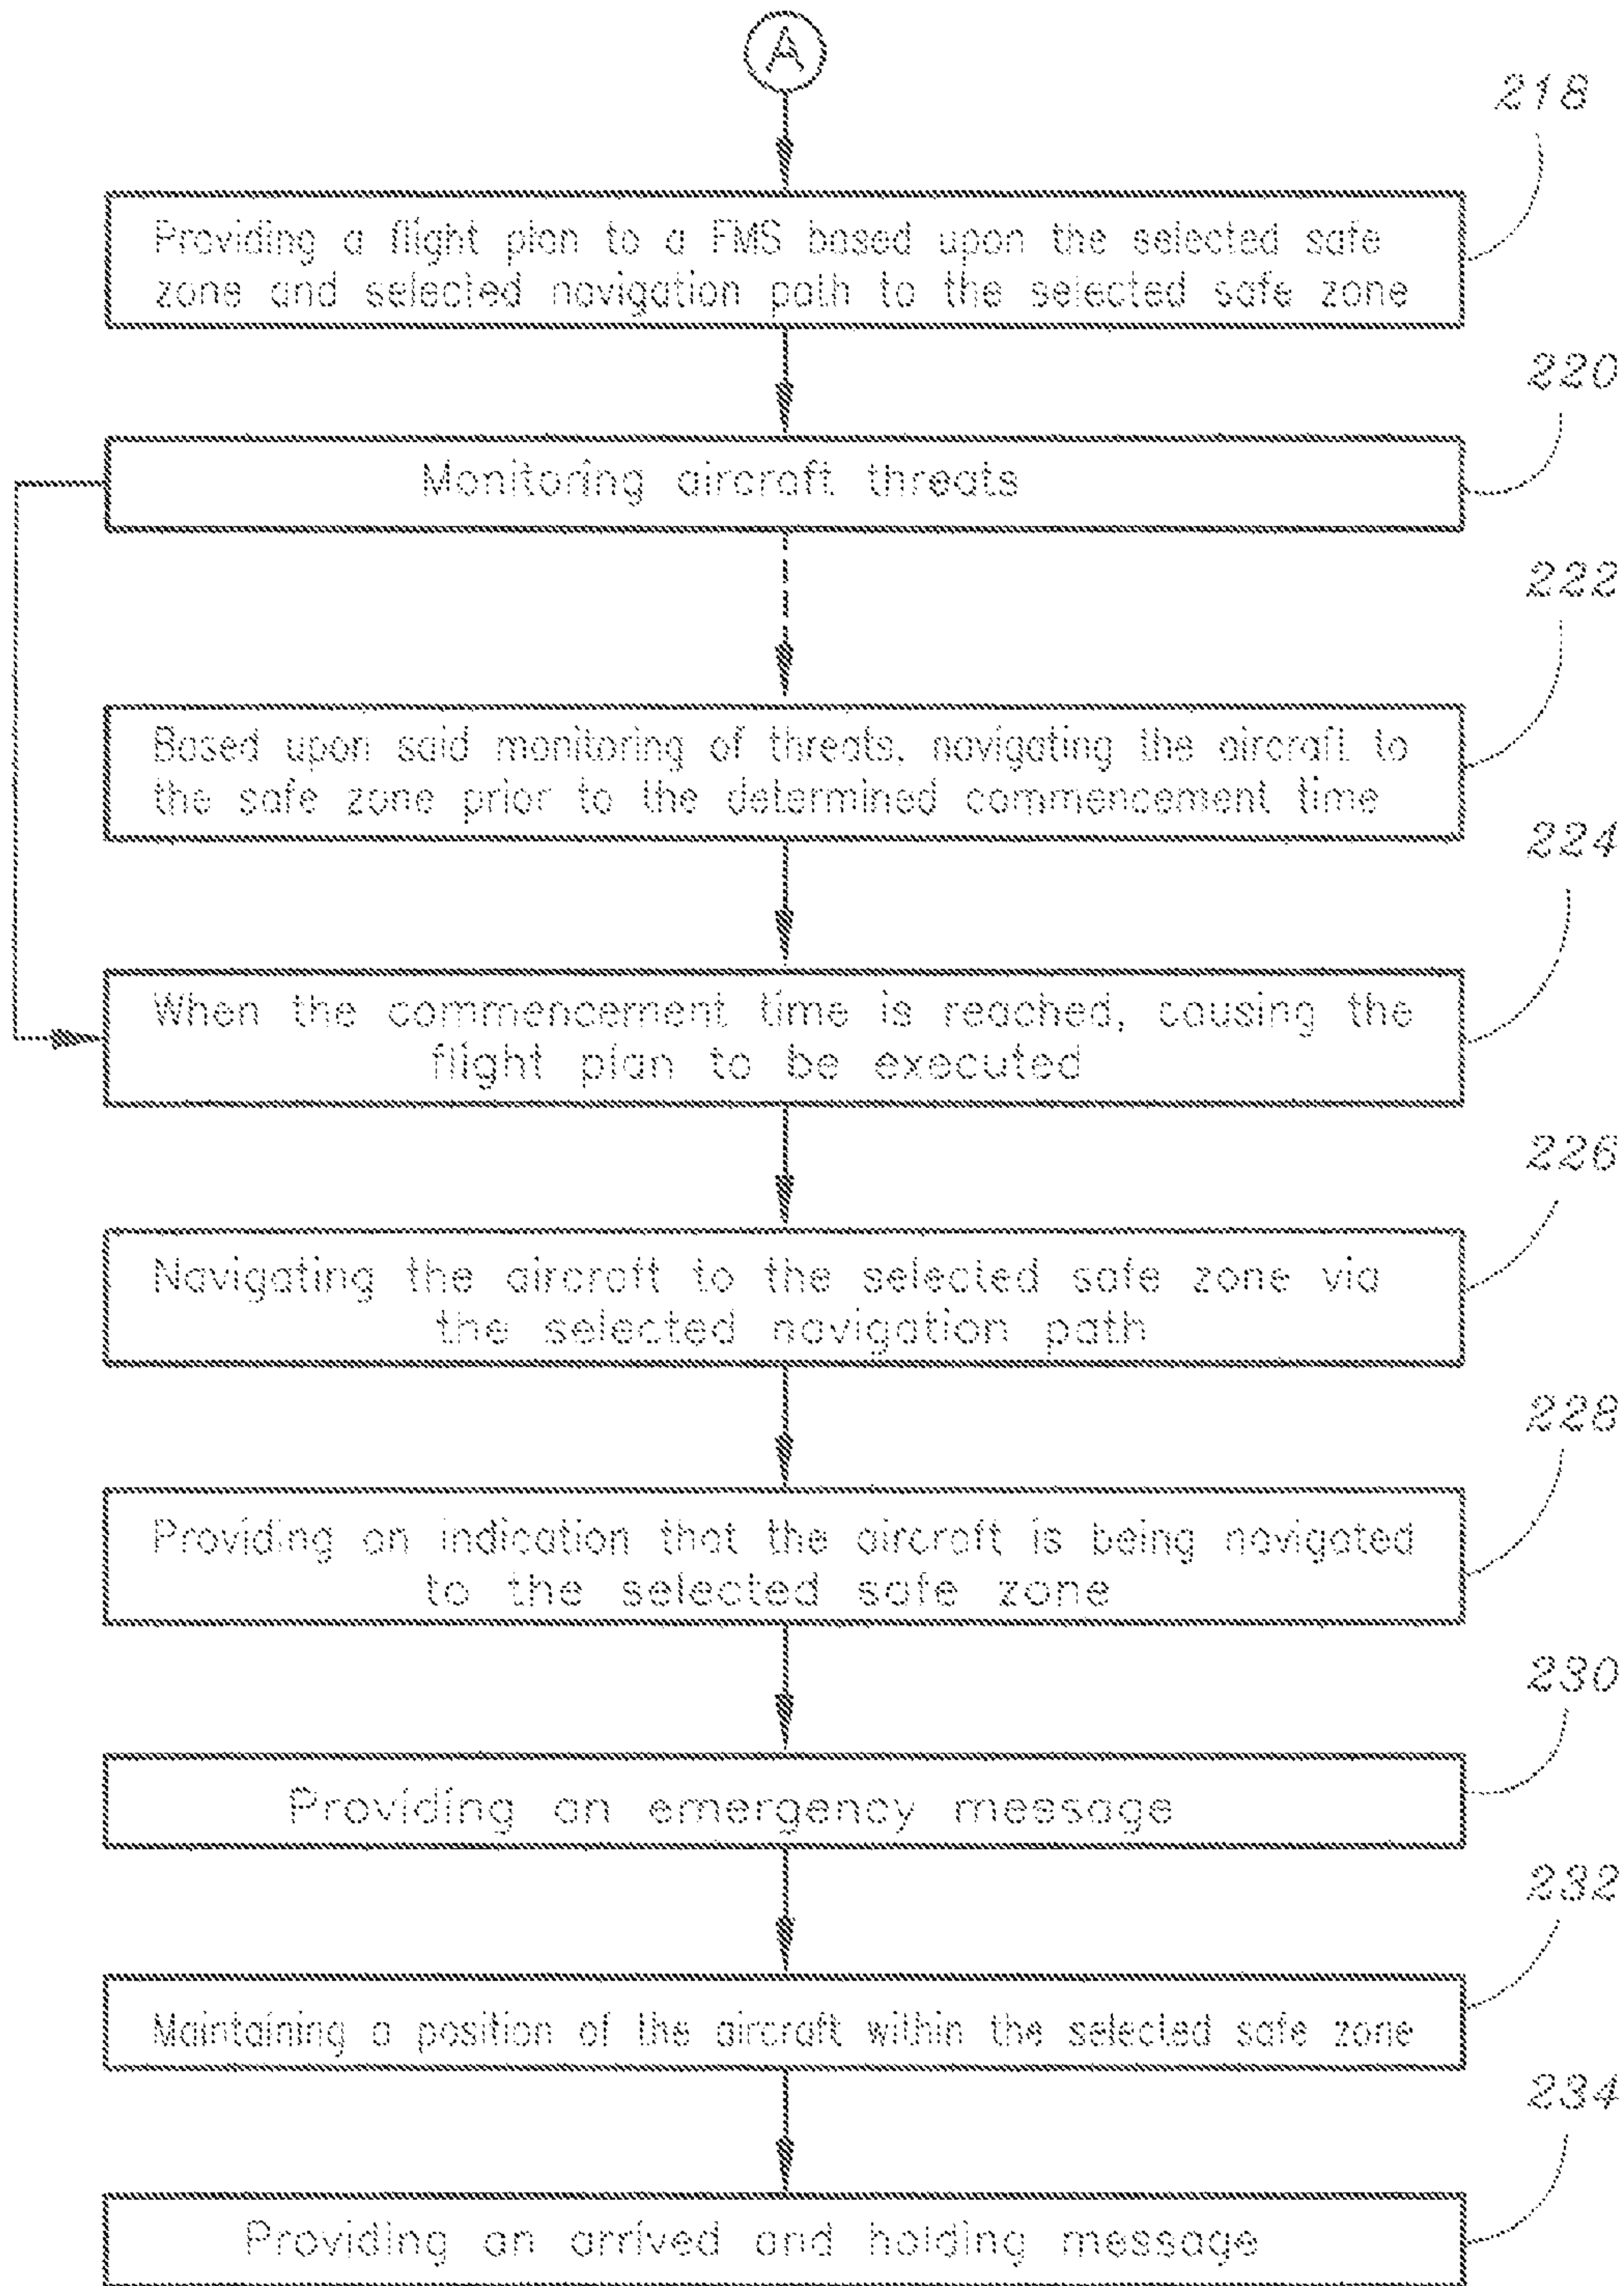 A
218
Providing a flight plan to a FMS based upon the selected safe
zone and selected navigation path to the selected safe zone
220
Monitoring aircraft threats
222
Based upon said monitoring of threats, navigating the aircraft to
the safe zone prior to the determined commencement time
224
When the commencement time is reached, causing the
flight plan to be executed
226
Navigating the aircraft to the selected safe zone via
the selected navigation path
228
Providing an indication that the aircraft is being navigated
to the selected safe zone
230
Providing an emergency message
232
Maintaining a position of the aircraft within the selected safe zone
234
Providing an arrived and holding message